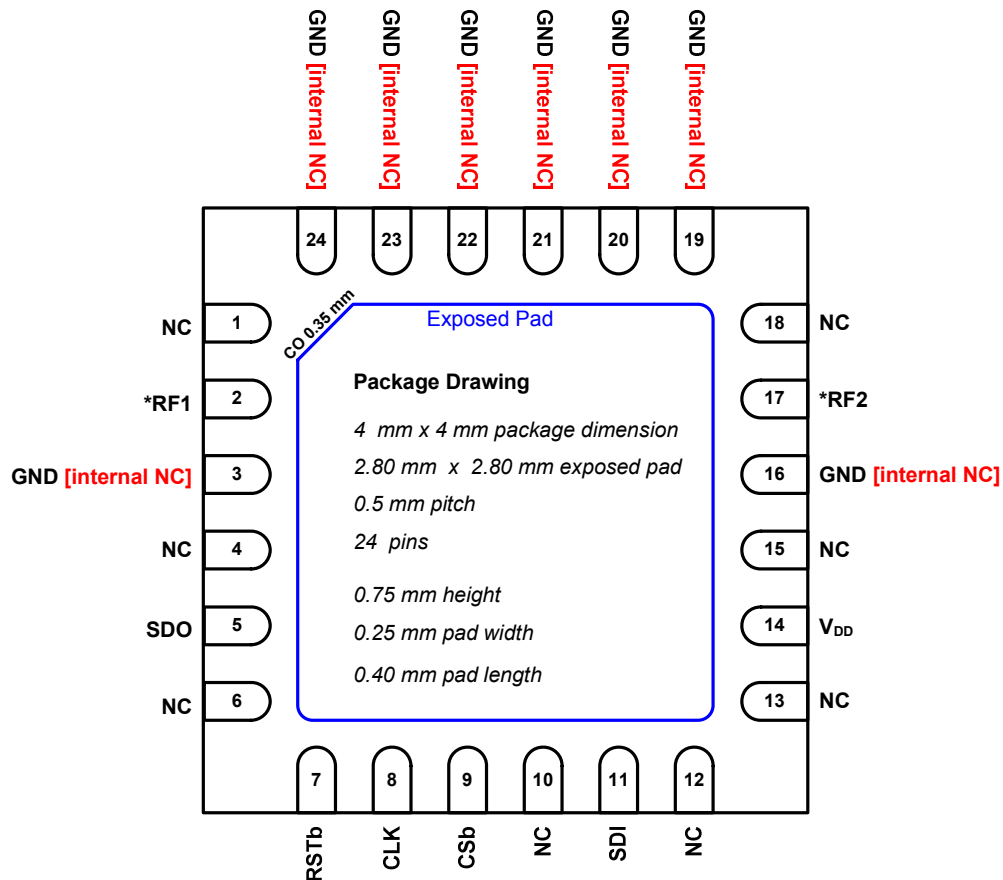 GND [internal NC]
GND [internal NC]
GND [internal NC]
GND [internal NC]
GND [internal NC]
GND [internal NC]
24 23 22 21 20 19
CO 0.35 mm
Exposed Pad
NC 1
18 NC
*RF1 2
17 *RF2
GND [internal NC] 3
16 GND [internal NC]
NC 4
15 NC
SDO 5
14 VDD
NC 6
13 NC
Package Drawing
4 mm x 4 mm package dimension
2.80 mm x 2.80 mm exposed pad
0.5 mm pitch
24 pins
0.75 mm height
0.25 mm pad width
0.40 mm pad length
7 8 9 10 11 12
RSTb
CLK
CSb
NC
SDI
NC